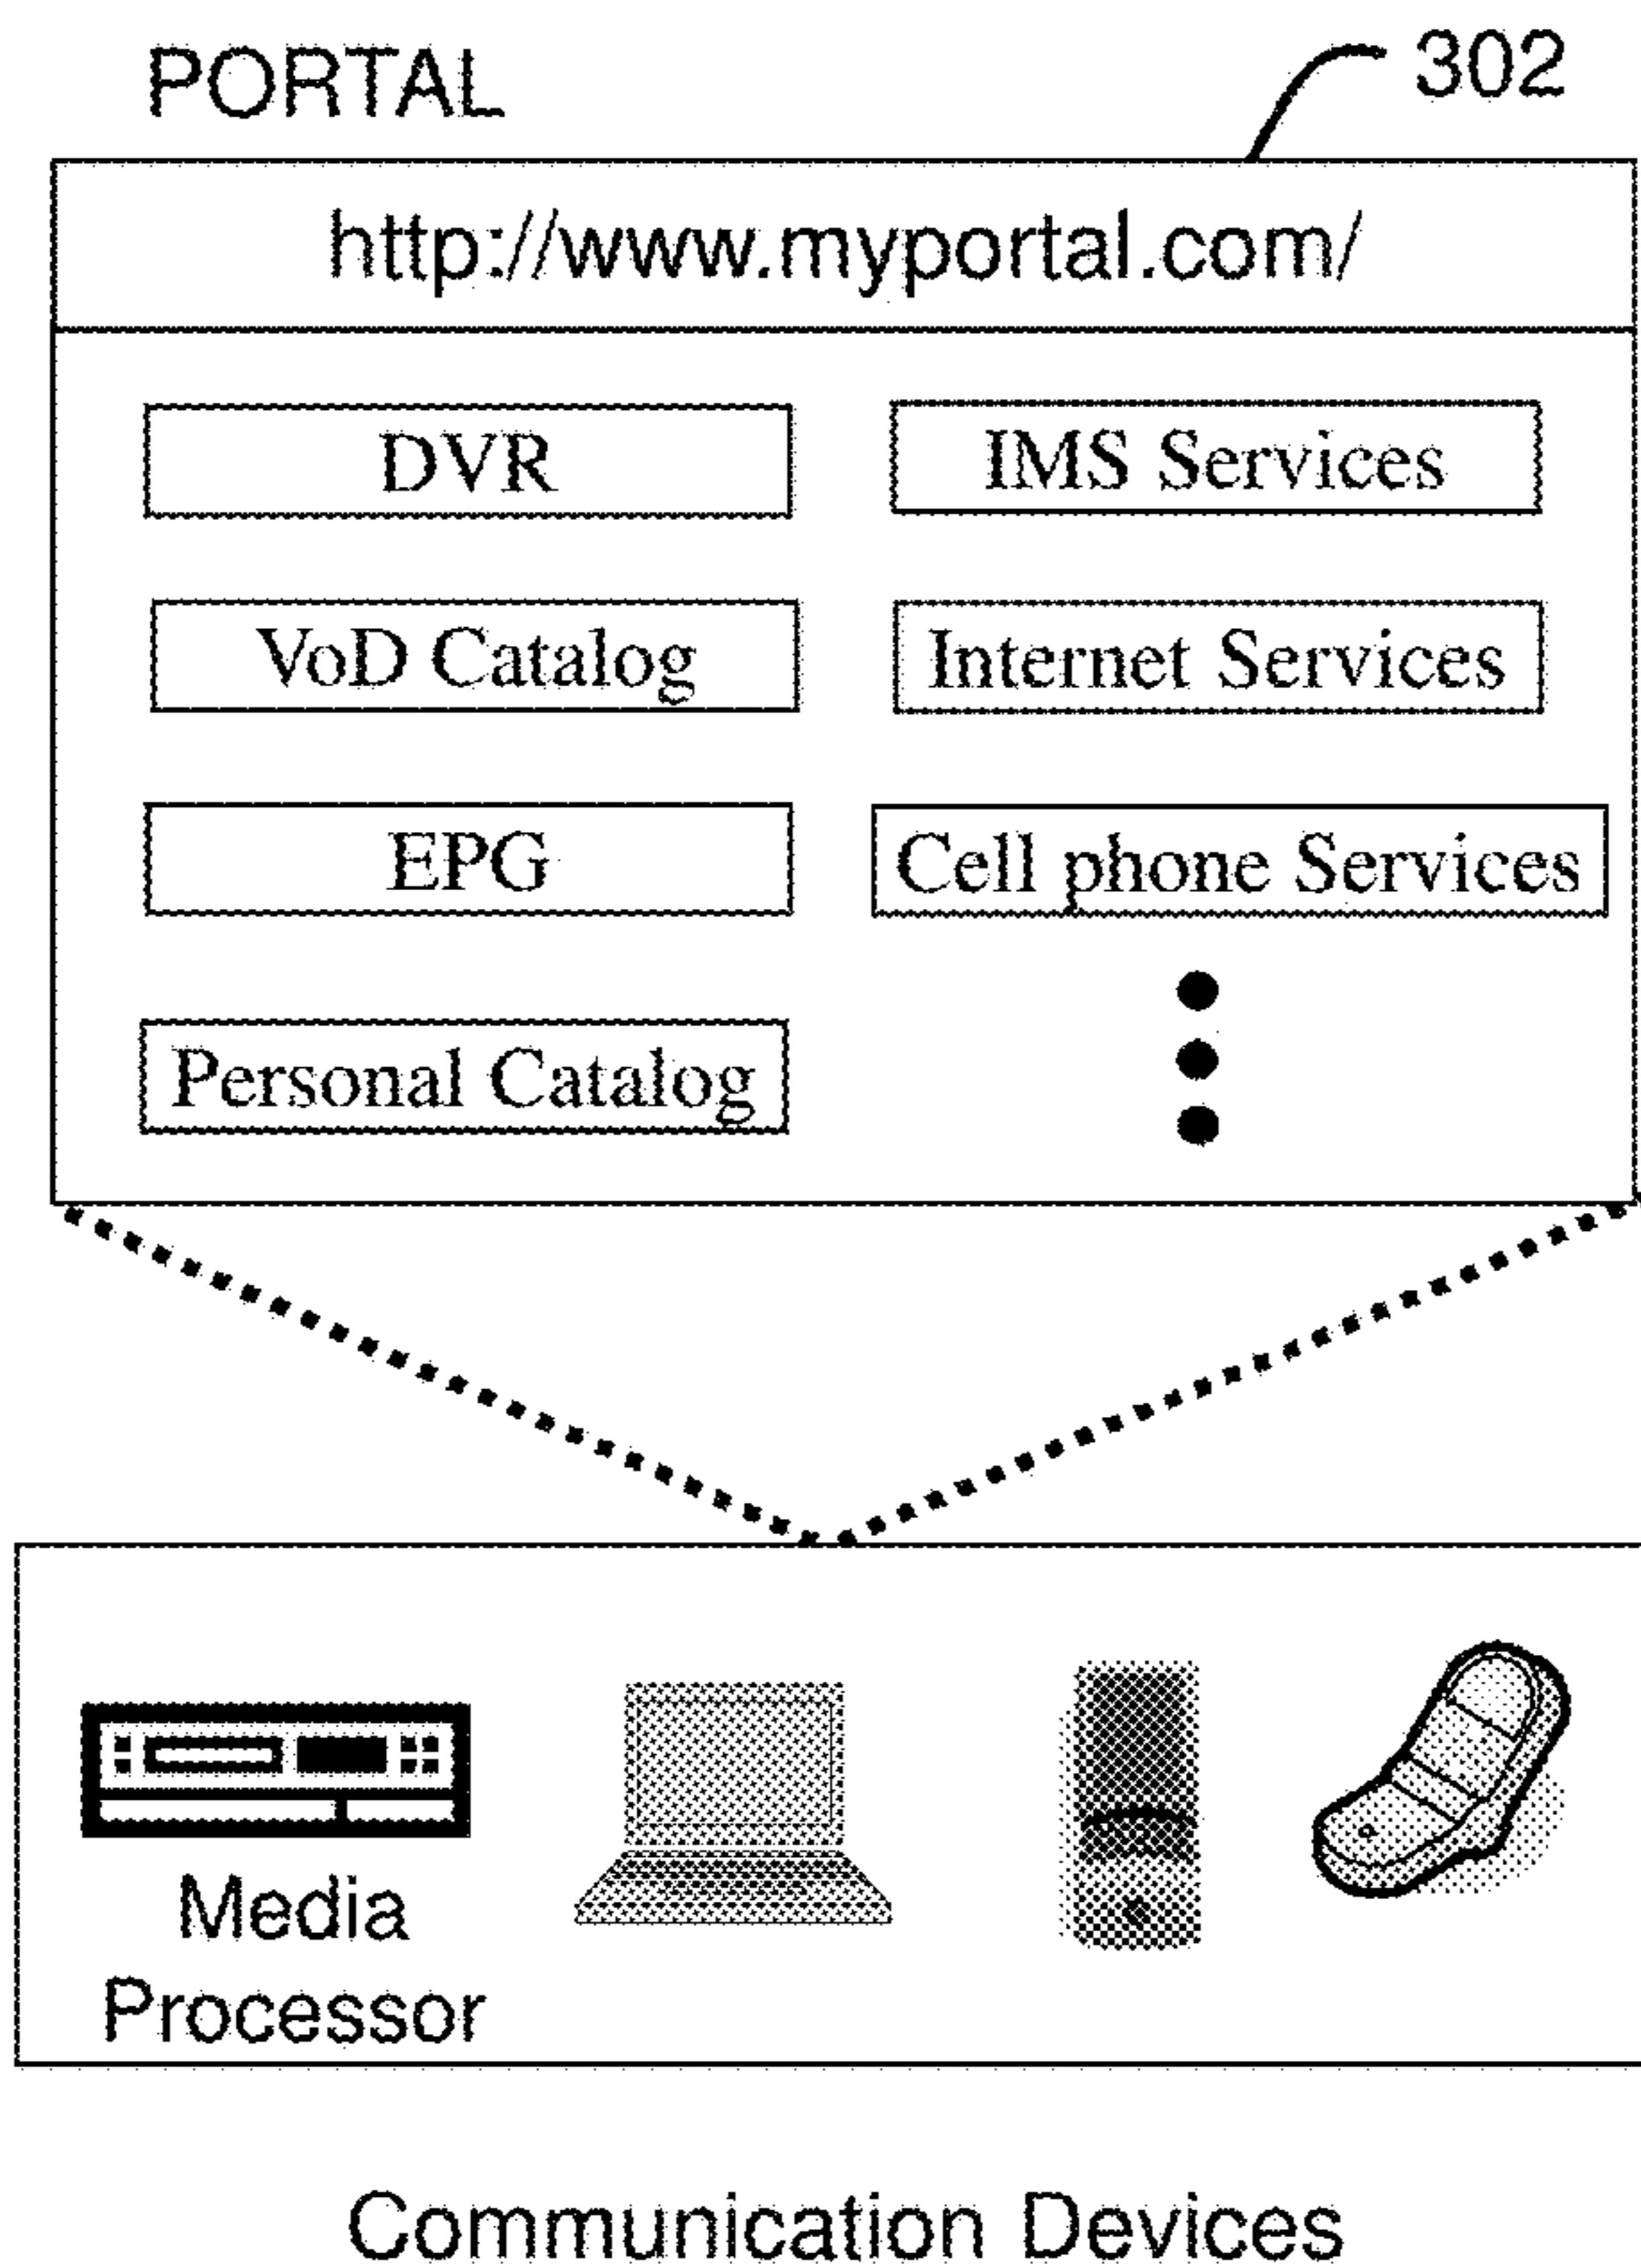 PORTAL
302
http://www.myportal.com/
DVR
IMS Services
VoD Catalog
Internet Services
EPG
Cell phone Services
Personal Catalog
Media
Processor
Communication Devices